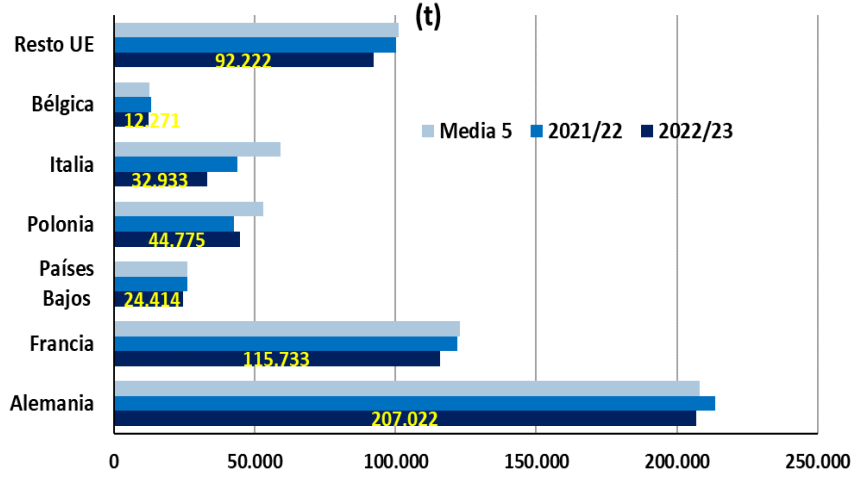 (t)
Resto UE
92.222
Bélgica
12.271
Media 5
2021/22
2022/23
Italia
32.933
Polonia
44.775
Países
Bajos
24.414
Francia
115.733
Alemania
207.022
0
50.000
100.000
150.000
200.000
250.000